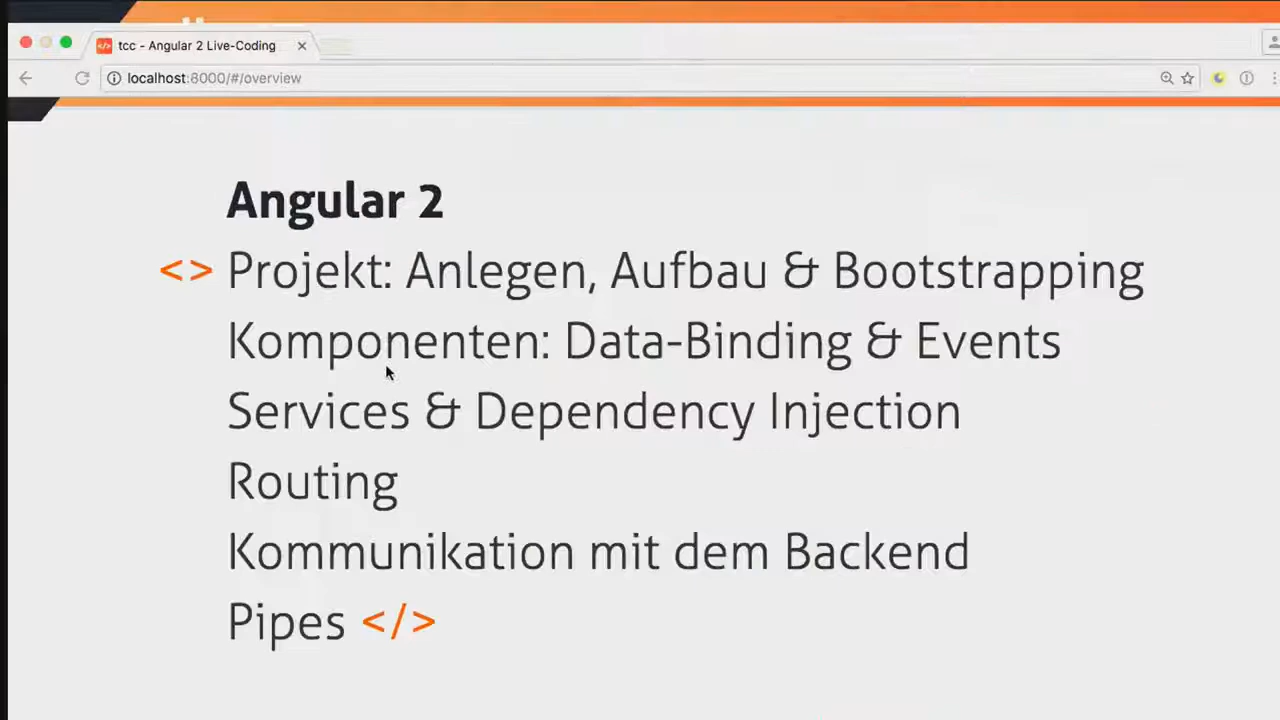 tcc - Angular 2 Live-Coding
localhost:8000/#/overview
Angular 2
<> Projekt: Anlegen, Aufbau & Bootstrapping
Komponenten: Data-Binding & Events
Services & Dependency Injection
Routing
Kommunikation mit dem Backend
Pipes </>